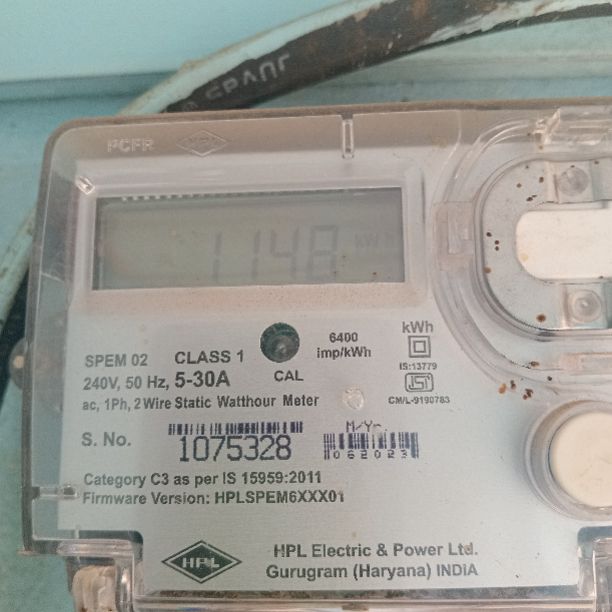 PCFR HPL
1148 kWh
6400
imp/kWh
kWh
SPEM 02 CLASS 1
CAL
IS:13779
240V, 50 Hz, 5-30A
ac, 1Ph, 2 Wire Static Watthour Meter
CM/L-9190783
M/Yr.
S. No. 1075328
062023
Category C3 as per IS 15959:2011
Firmware Version: HPLSPEM6XXX01
HPL
HPL Electric & Power Ltd.
Gurugram (Haryana) INDIA